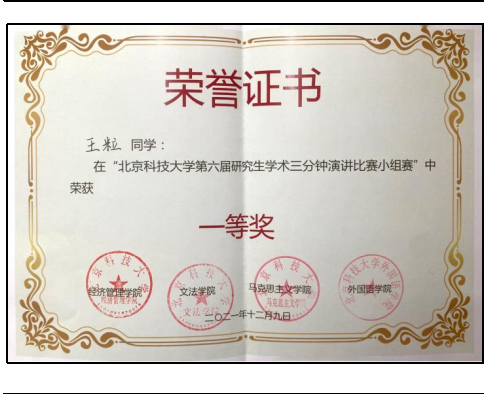 荣誉证书
王粒 同学：
在“北京科技大学第六届研究生学术三分钟演讲比赛小组赛”中
荣获
一等奖
经济管理学院 文法学院 马克思主义学院 外国语学院
二〇二一年十二月九日